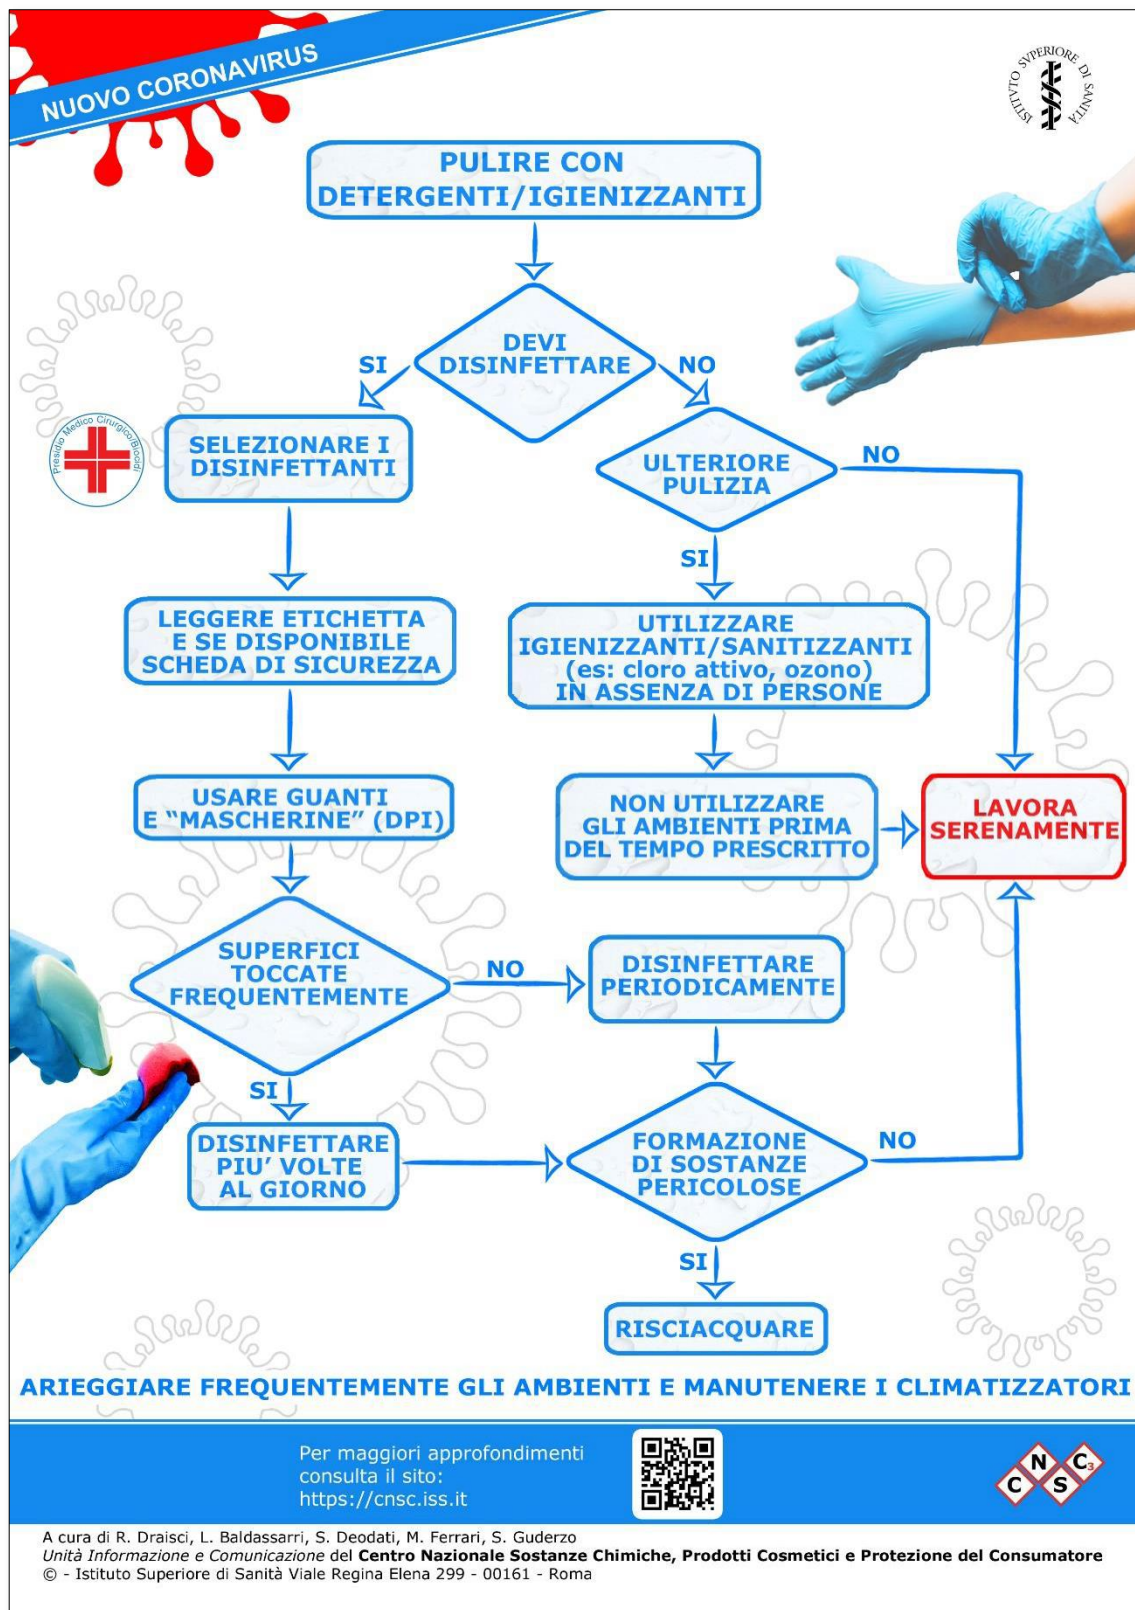 NUOVO CORONAVIRUS
ISTITVTO SVPERIORE DI SANITÀ
PULIRE CON
DETERGENTI/IGIENIZZANTI
DEVI
DISINFETTARE
SI
NO
Presidio Medico Cirurgico/Biocidi
SELEZIONARE I
DISINFETTANTI
ULTERIORE
PULIZIA
NO
SI
LEGGERE ETICHETTA
E SE DISPONIBILE
SCHEDA DI SICUREZZA
UTILIZZARE
IGIENIZZANTI/SANITIZZANTI
(es: cloro attivo, ozono)
IN ASSENZA DI PERSONE
USARE GUANTI
E “MASCHERINE” (DPI)
NON UTILIZZARE
GLI AMBIENTI PRIMA
DEL TEMPO PRESCRITTO
LAVORA
SERENAMENTE
SUPERFICI
TOCCATE
FREQUENTEMENTE
NO
DISINFETTARE
PERIODICAMENTE
SI
DISINFETTARE
PIU’ VOLTE
AL GIORNO
FORMAZIONE
DI SOSTANZE
PERICOLOSE
NO
SI
RISCIACQUARE
ARIEGGIARE FREQUENTEMENTE GLI AMBIENTI E MANUTENERE I CLIMATIZZATORI
Per maggiori approfondimenti
consulta il sito:
https://cnsc.iss.it
C N S C3
A cura di R. Draisci, L. Baldassarri, S. Deodati, M. Ferrari, S. Guderzo
Unità Informazione e Comunicazione del Centro Nazionale Sostanze Chimiche, Prodotti Cosmetici e Protezione del Consumatore
© - Istituto Superiore di Sanità Viale Regina Elena 299 - 00161 - Roma